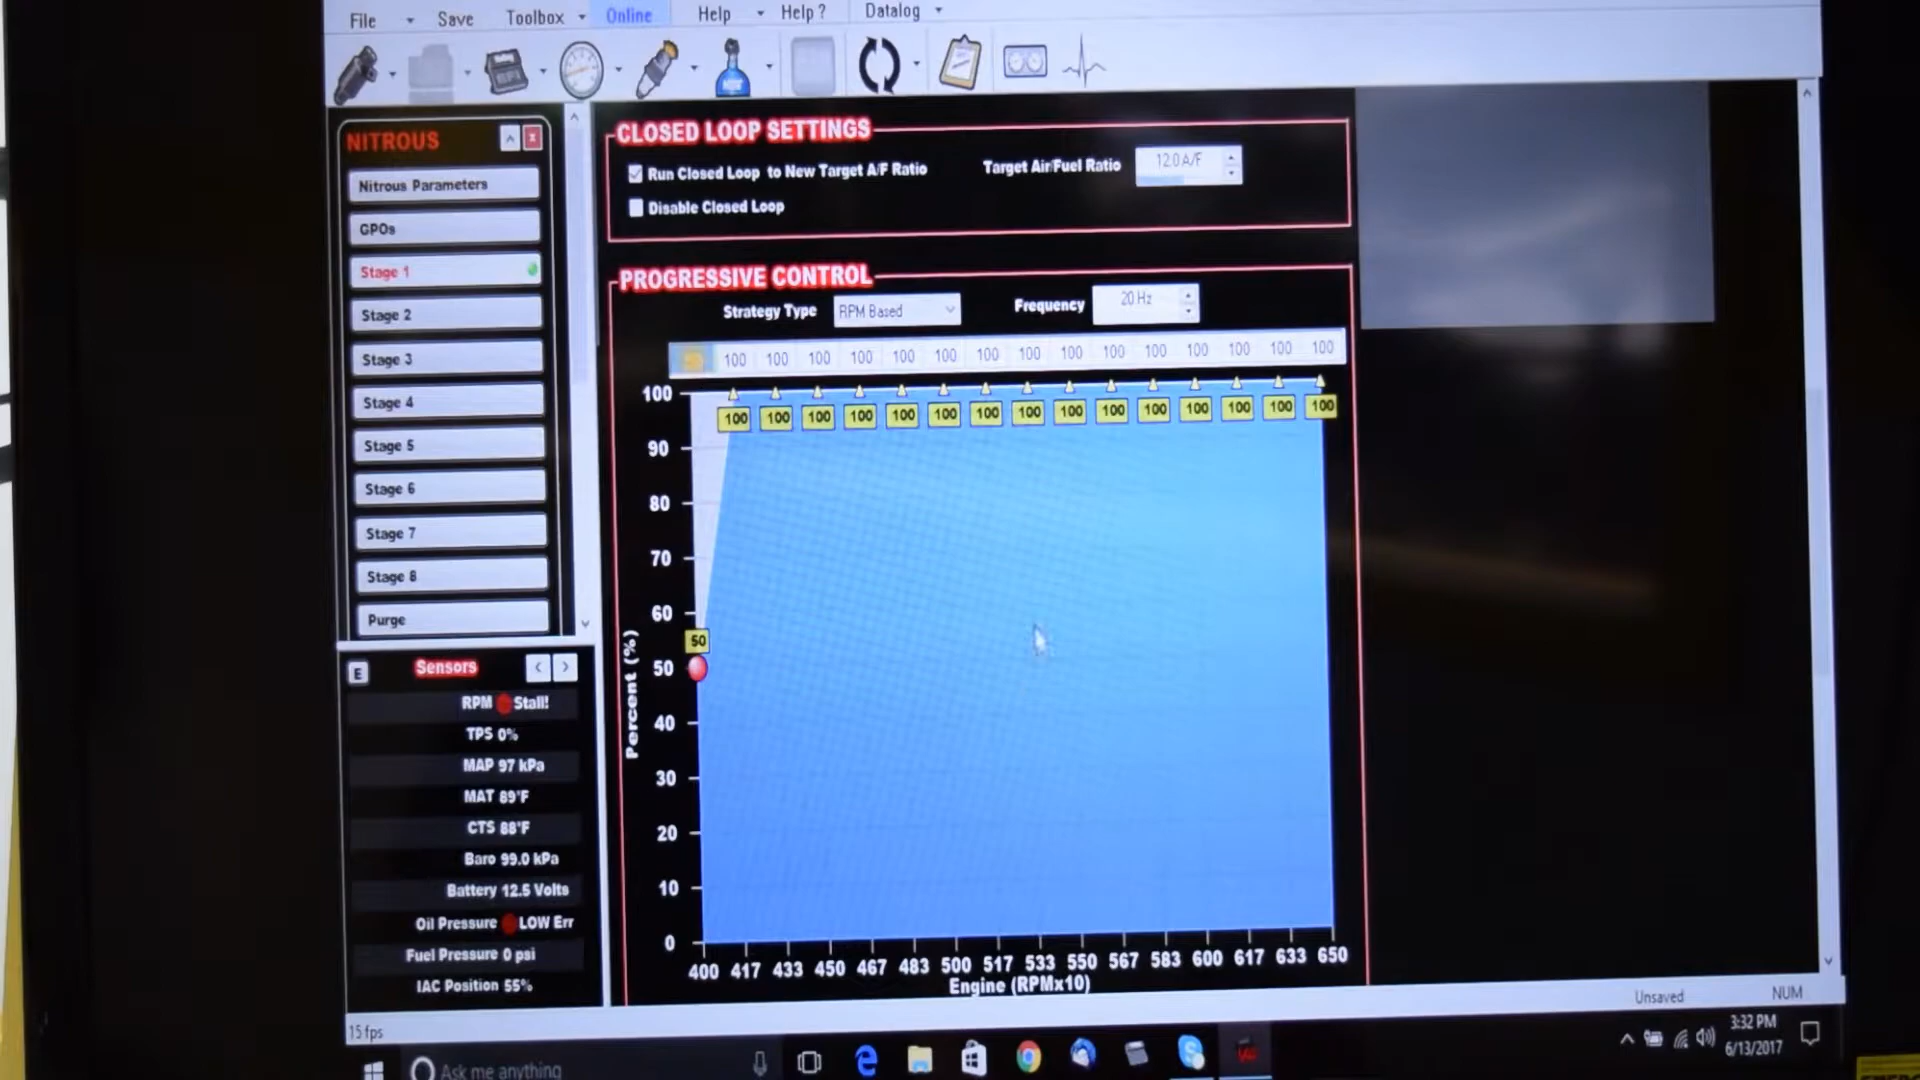 File Save Toolbox Online Help Help ? Datalog
EFI
NITROUS
Nitrous Parameters
GPOs
Stage 1
Stage 2
Stage 3
Stage 4
Stage 5
Stage 6
Stage 7
Stage 8
Purge
E Sensors < >
RPM Stall!
TPS 0%
MAP 97 kPa
MAT 89°F
CTS 88°F
Baro 99.0 kPa
Battery 12.5 Volts
Oil Pressure LOW Err
Fuel Pressure 0 psi
IAC Position 55%
CLOSED LOOP SETTINGS
Run Closed Loop to New Target A/F Ratio Target Air/Fuel Ratio 12.0 A/F
Disable Closed Loop
PROGRESSIVE CONTROL
Strategy Type RPM Based Frequency 20 Hz
50 100 100 100 100 100 100 100 100 100 100 100 100 100 100 100
100 100 100 100 100 100 100 100 100 100 100 100 100 100 100
50
100
90
80
70
60
50
40
30
20
10
0
Percent (%)
400 417 433 450 467 483 500 517 533 550 567 583 600 617 633 650
Engine (RPMx10)
Unsaved NUM
15 fps
Ask me anything
3:32 PM
6/13/2017